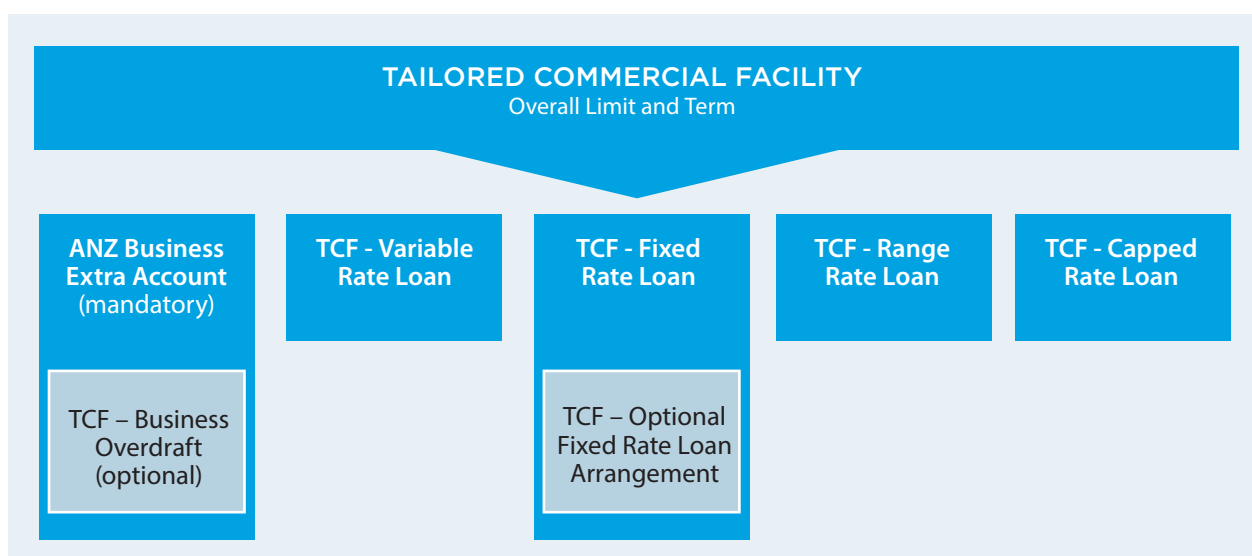 TAILORED COMMERCIAL FACILITY
Overall Limit and Term
ANZ Business
Extra Account
(mandatory)
TCF – Business
Overdraft
(optional)
TCF - Variable
Rate Loan
TCF - Fixed
Rate Loan
TCF – Optional
Fixed Rate Loan
Arrangement
TCF - Range
Rate Loan
TCF - Capped
Rate Loan